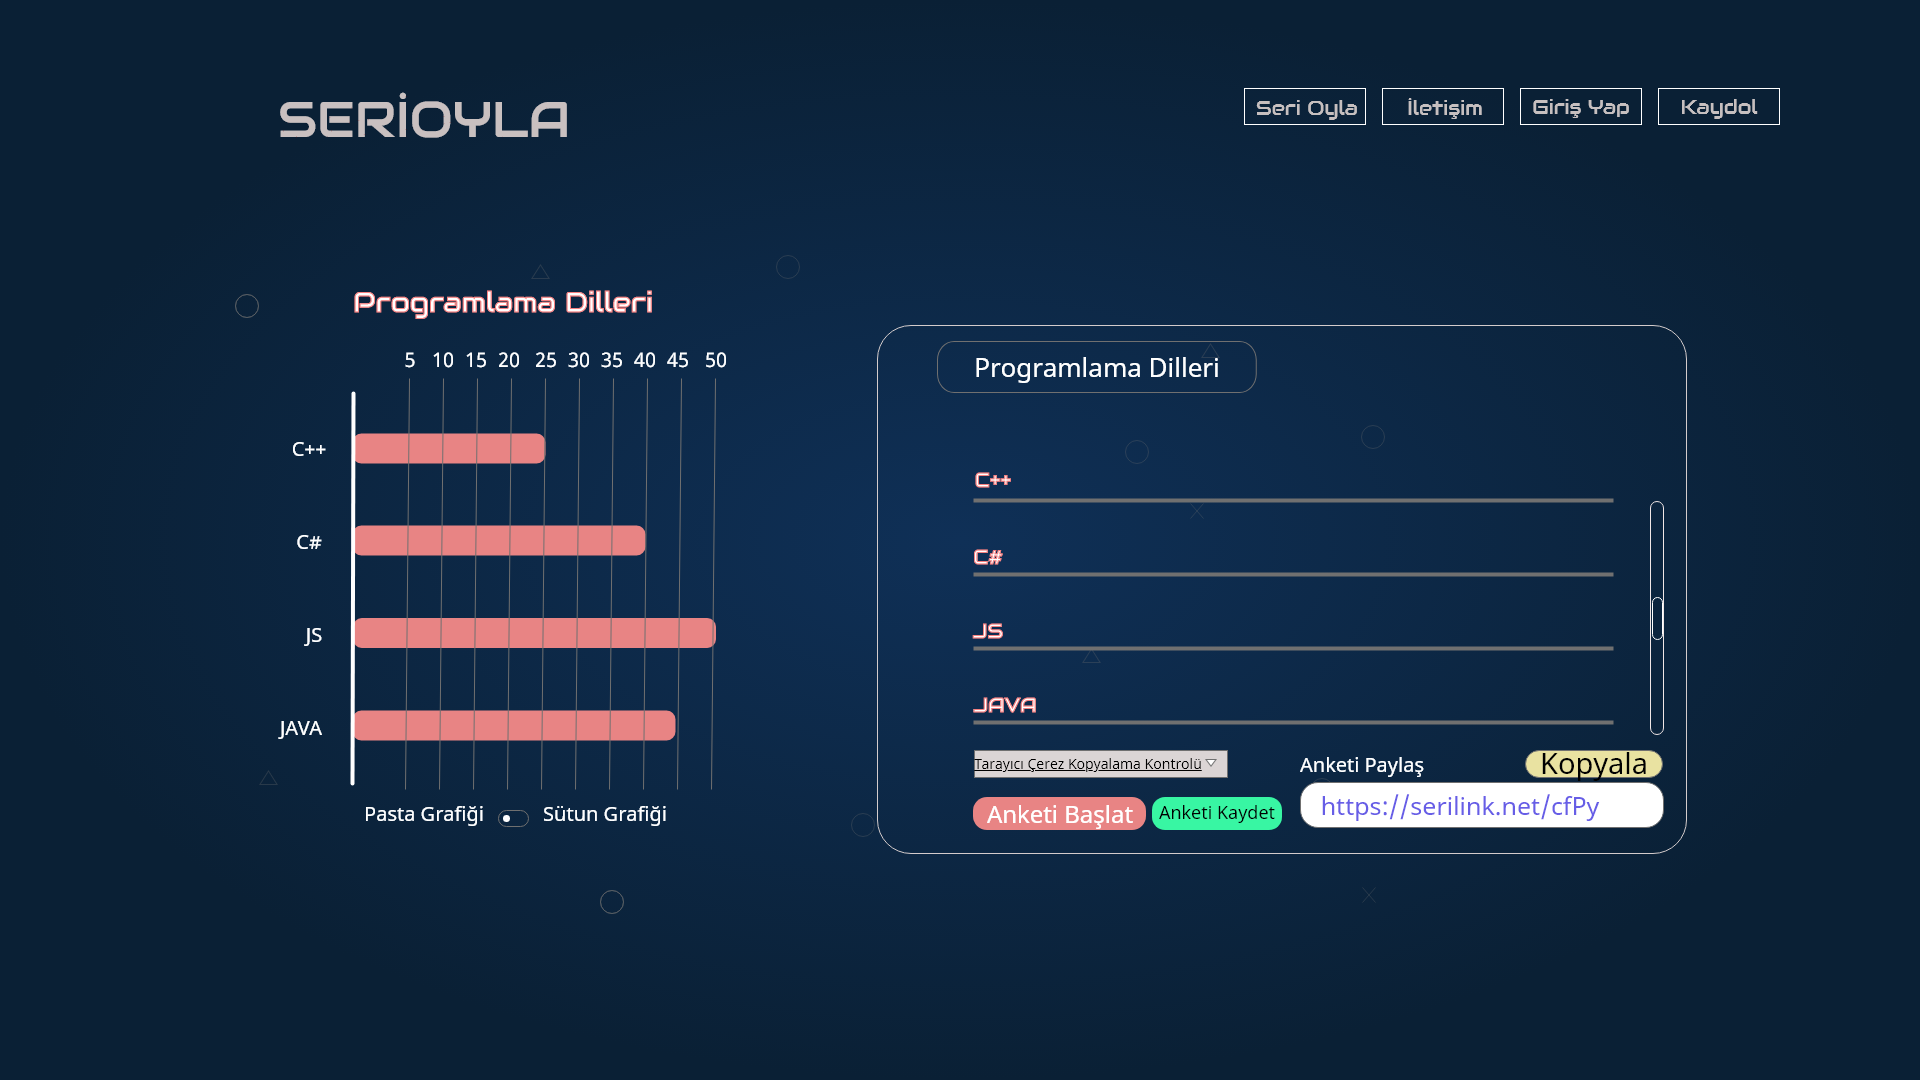 SERİOYLA
Seri Oyla
İletişim
Giriş Yap
Kaydol
Programlama Dilleri
5 10 15 20 25 30 35 40 45 50
C++
C#
JS
JAVA
Pasta Grafiği
Sütun Grafiği
Programlama Dilleri
C++
C#
JS
JAVA
Tarayıcı Çerez Kopyalama Kontrolü
Anketi Paylaş
Kopyala
Anketi Başlat
Anketi Kaydet
https://serilink.net/cfPy